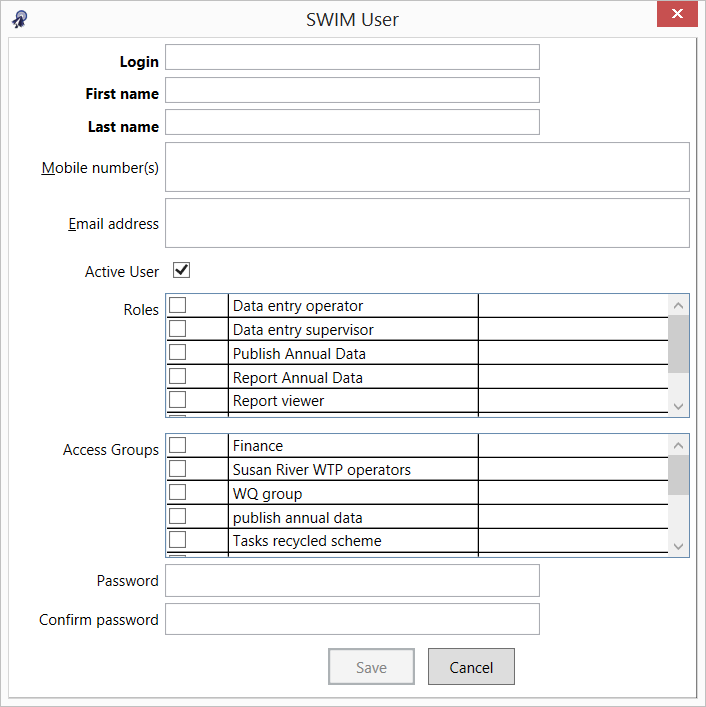 SWIM User
Login
First name
Last name
Mobile number(s)
Email address
Active User
Roles
Data entry operator
Data entry supervisor
Publish Annual Data
Report Annual Data
Report viewer
Access Groups
Finance
Susan River WTP operators
WQ group
publish annual data
Tasks recycled scheme
Password
Confirm password
Save
Cancel